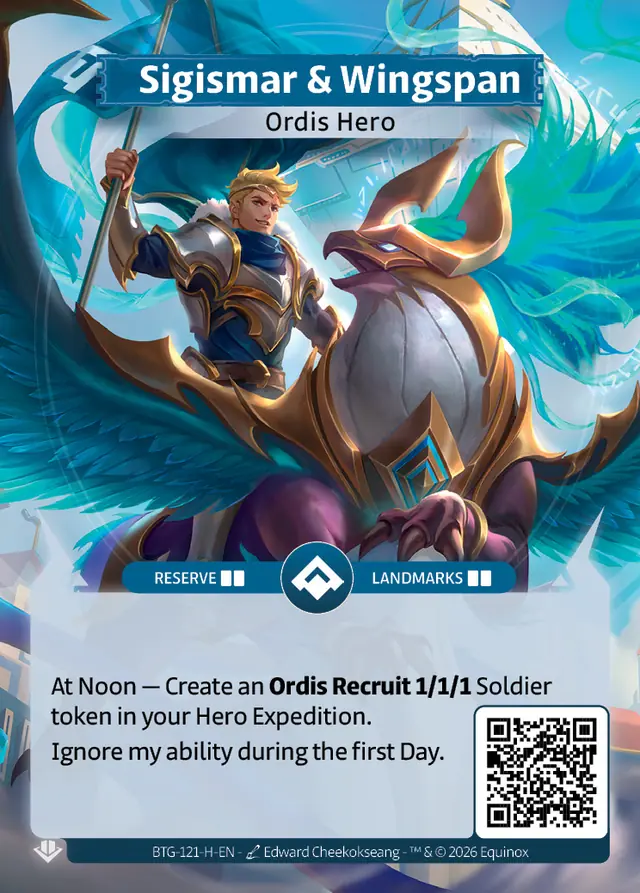 Sigismar & Wingspan
Ordis Hero
RESERVE
LANDMARKS
At Noon — Create an Ordis Recruit 1/1/1 Soldier
token in your Hero Expedition.
Ignore my ability during the first Day.
BTG-121-H-EN - Edward Cheekokseang - ™ & © 2026 Equinox